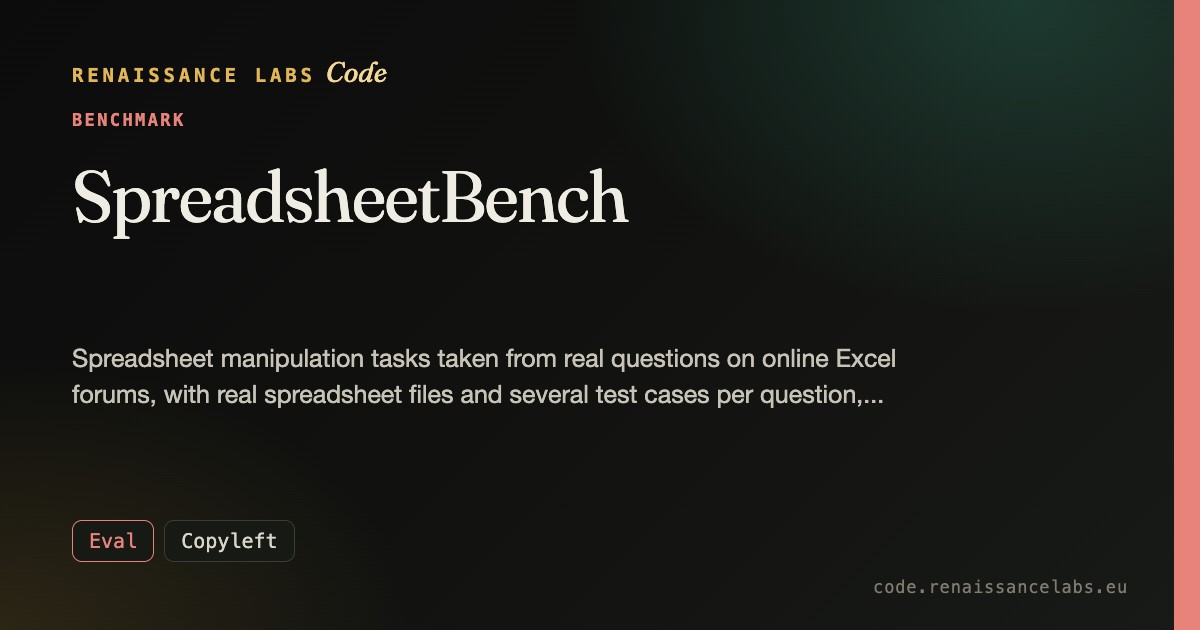 RENAISSANCE LABS Code
BENCHMARK
SpreadsheetBench
Spreadsheet manipulation tasks taken from real questions on online Excel
forums, with real spreadsheet files and several test cases per question,...
Eval Copyleft
code.renaissancelabs.eu